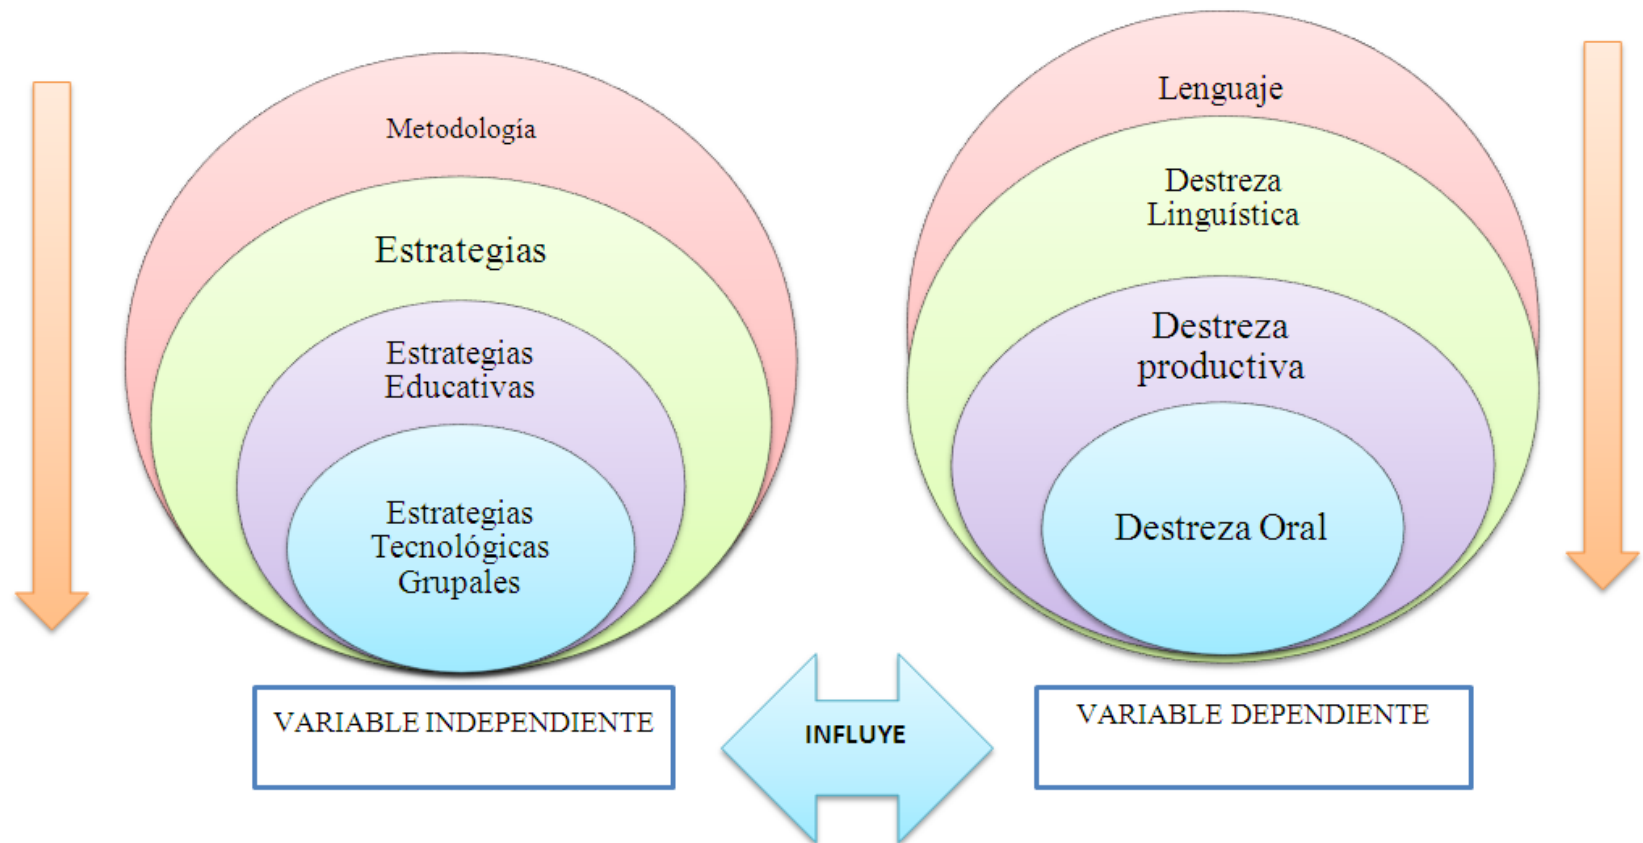 Metodología
Estrategias
Estrategias
Educativas
Estrategias
Tecnológicas
Grupales
VARIABLE INDEPENDIENTE
INFLUYE
Lenguaje
Destreza
Linguística
Destreza
productiva
Destreza Oral
VARIABLE DEPENDIENTE